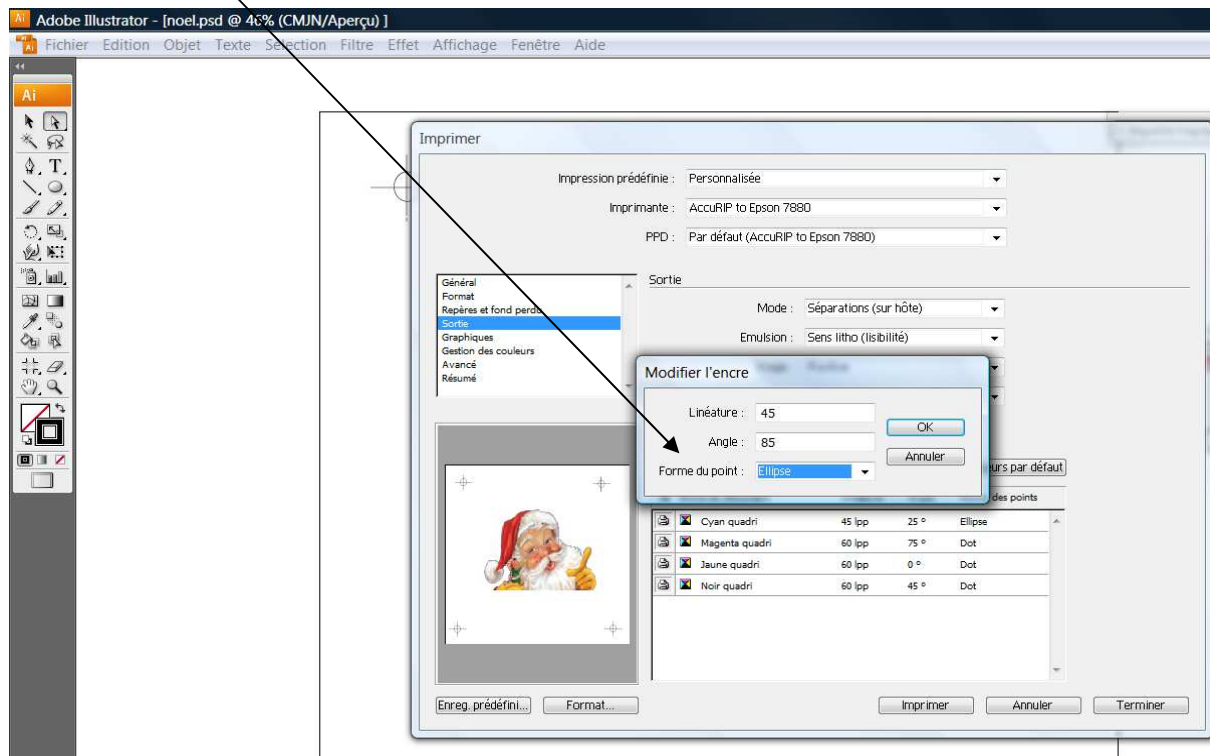 Adobe Illustrator - [noel.psd @ 46% (CMJN/Aperçu) ]
Fichier Edition Objet Texte Sélection Filtre Effet Affichage Fenêtre Aide
Ai
Imprimer
Impression prédéfinie : Personnalisée
Imprimante : AccuRIP to Epson 7880
PPD : Par défaut (AccuRIP to Epson 7880)
Général
Format
Repères et fond perdu
Sortie
Graphiques
Gestion des couleurs
Avancé
Résumé
Sortie
Mode : Séparations (sur hôte)
Emulsion : Sens litho (lisibilité)
Modifier l'encre
Linéature : 45
Angle : 85
Forme du point : Ellipse
OK
Annuler
urs par défaut
des points
Cyan quadri 45 lpp 25 ° Ellipse
Magenta quadri 60 lpp 75 ° Dot
Jaune quadri 60 lpp 0 ° Dot
Noir quadri 60 lpp 45 ° Dot
Enreg. prédéfini... Format... Imprimer Annuler Terminer